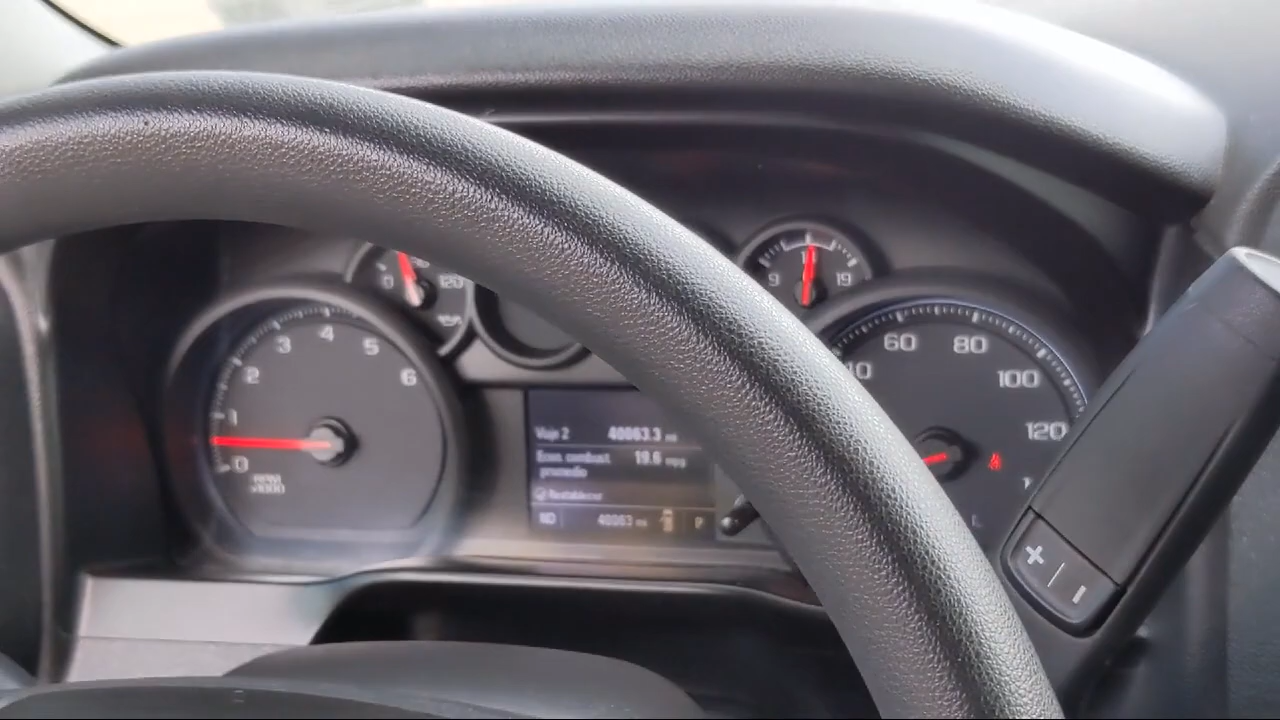 0
1
2
3
4
5
6
RPM
x1000
0
120
9
19
60
80
100
120
Viaje 2 40063.3 mi
Econ. combust 19.6 mpg
promedio
Restablecer
NO 40063 mi P
+ | -